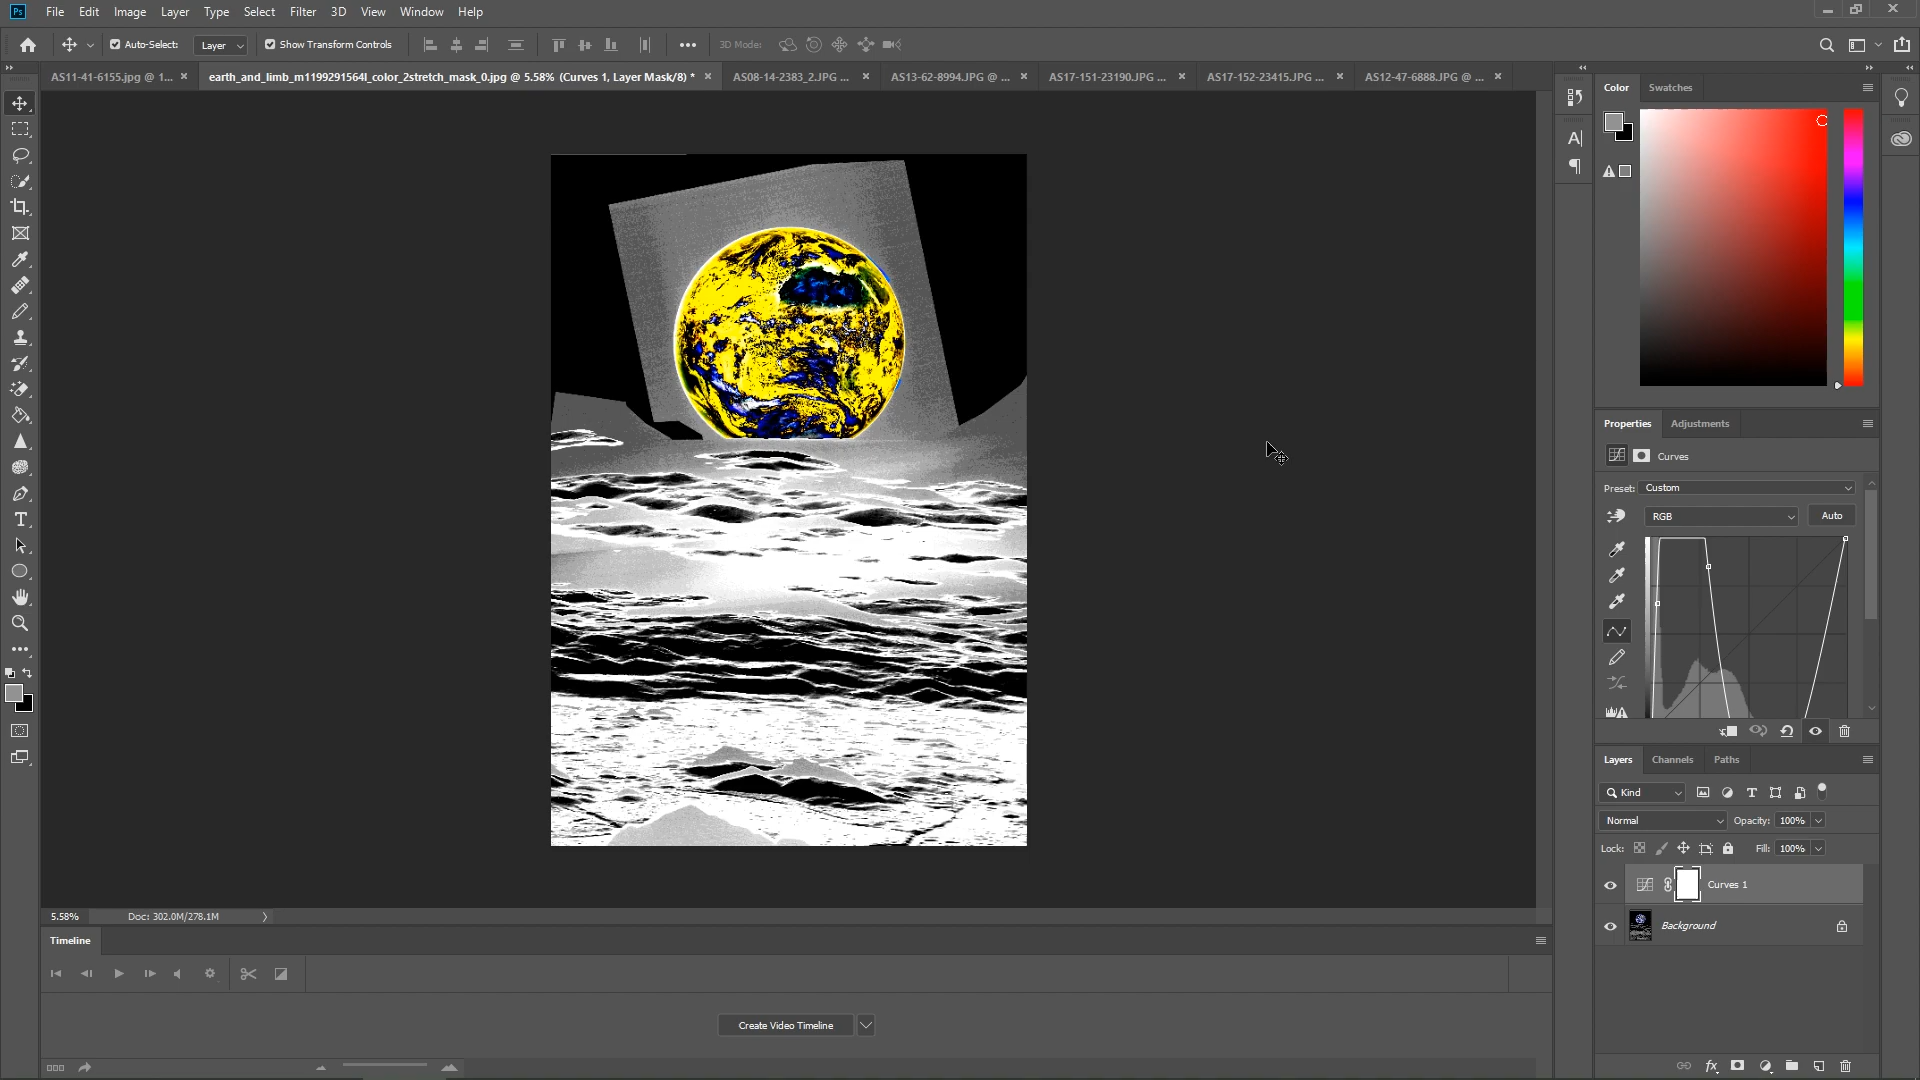 Ps File Edit Image Layer Type Select Filter 3D View Window Help
Auto-Select: Layer Show Transform Controls 3D Mode:
AS11-41-6155.jpg @ 1... earth_and_limb_m1199291564l_color_2stretch_mask_0.jpg @ 5.58% (Curves 1, Layer Mask/8) * AS08-14-2383_2.JPG ... AS13-62-8994.JPG @ ... AS17-151-23190.JPG ... AS17-152-23415.JPG ... AS12-47-6888.JPG @ ...
Color Swatches
Properties Adjustments
Curves
Preset: Custom
RGB Auto
Layers Channels Paths
Kind
Normal Opacity: 100%
Lock: Fill: 100%
Curves 1
Background
5.58% Doc: 302.0M/278.1M
Timeline
Create Video Timeline
fx